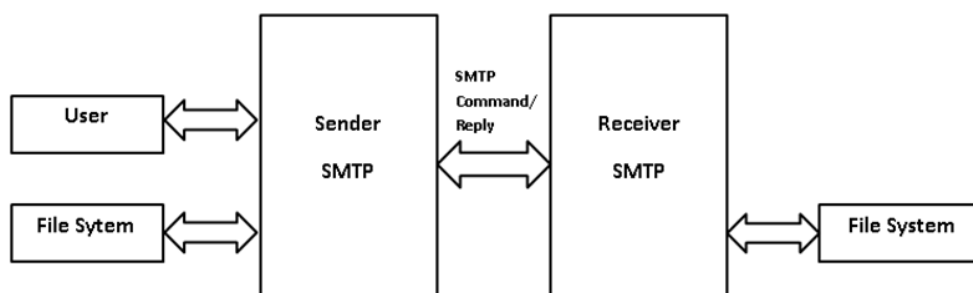 User
File Sytem
Sender
SMTP
SMTP
Command/
Reply
Receiver
SMTP
File System